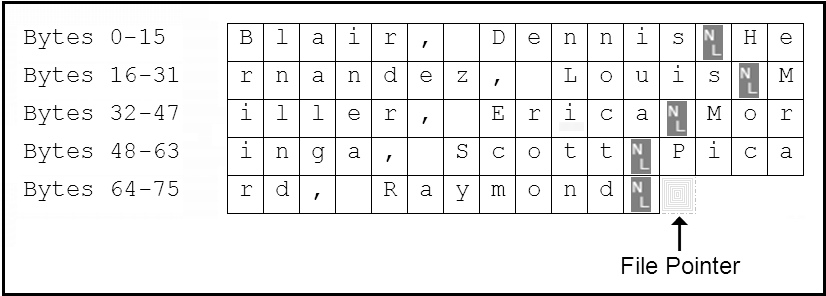 Bytes 0-15 B l a i r ,   D e n n i s NL H e
Bytes 16-31 r n a n d e z ,   L o u i s NL M
Bytes 32-47 i l l e r ,   E r i c a NL M o r
Bytes 48-63 i n g a ,   S c o t t NL P i c a
Bytes 64-75 r d ,   R a y m o n d NL
File Pointer